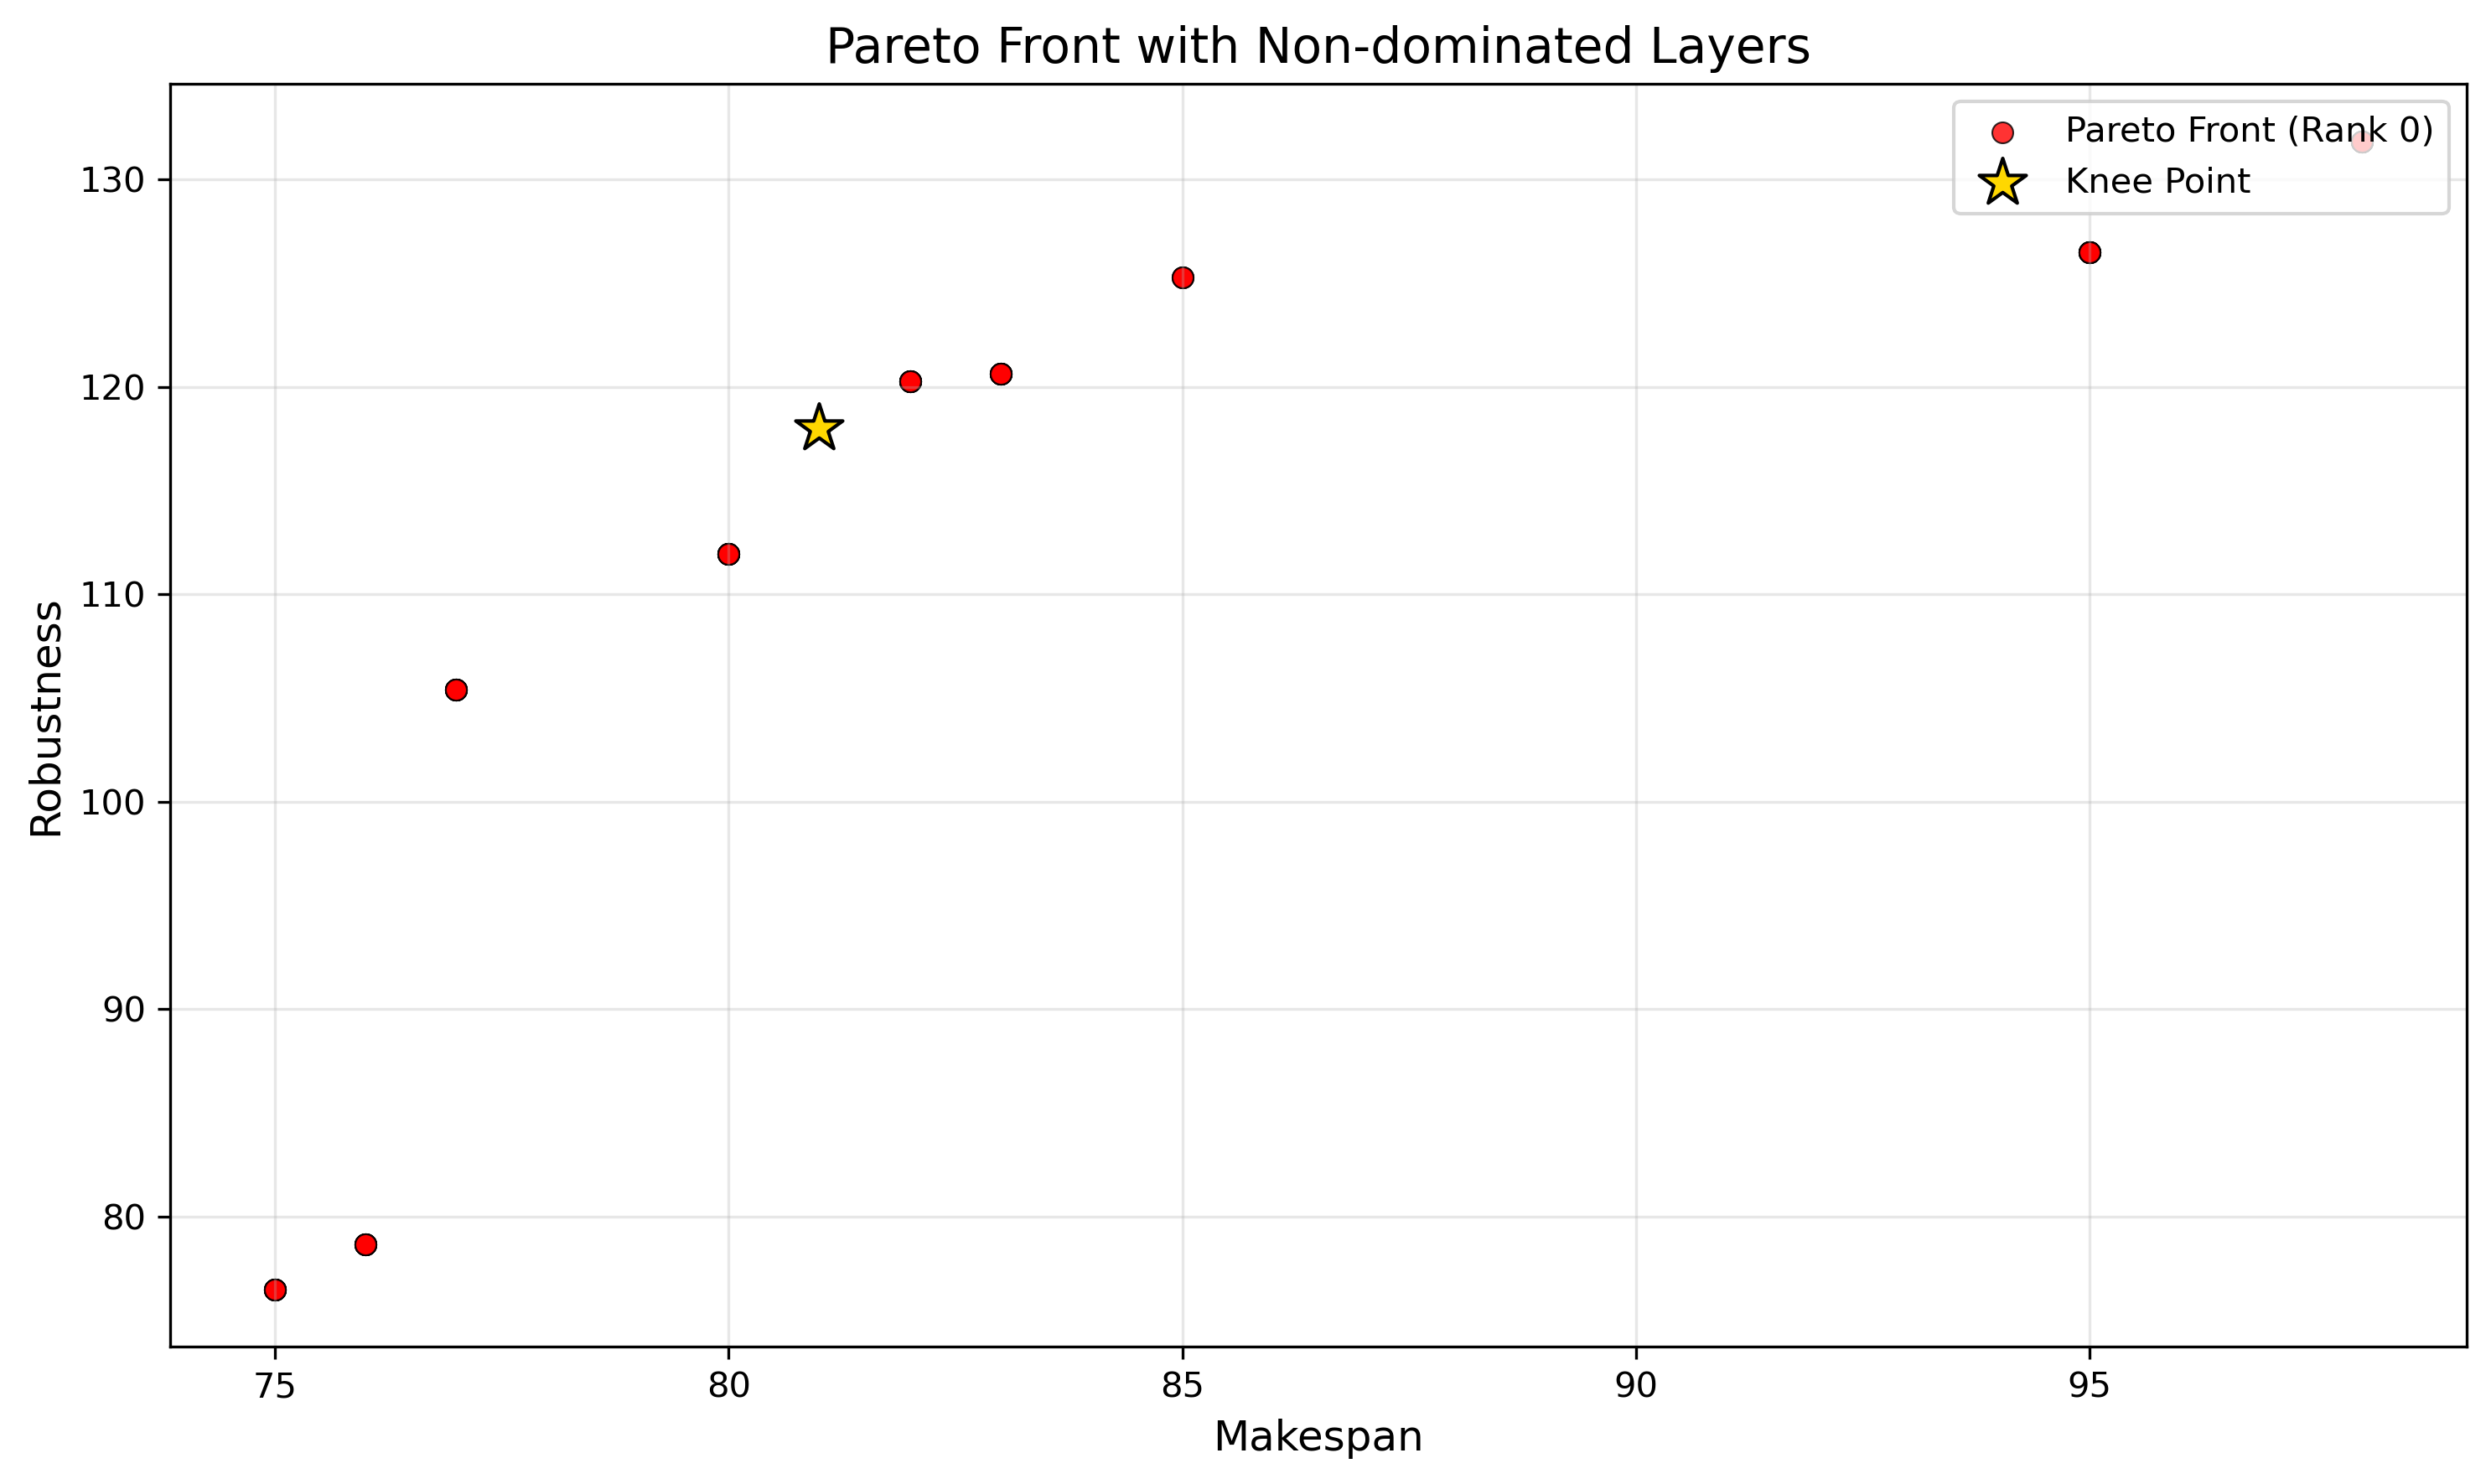 Pareto Front with Non-dominated Layers
Pareto Front (Rank 0)
Knee Point
130
120
110
100
90
80
Robustness
75 80 85 90 95
Makespan